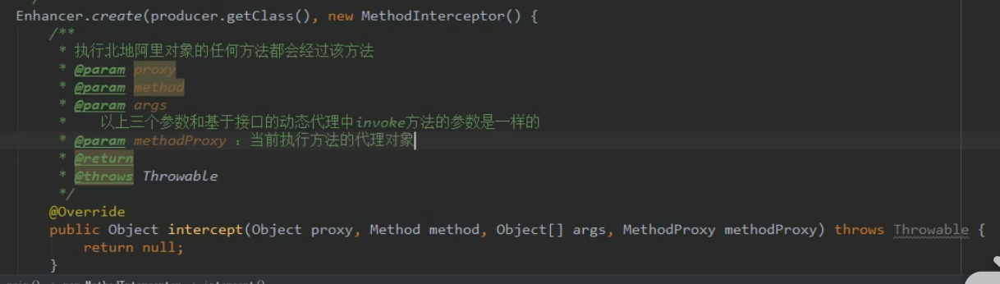 Enhancer.create(producer.getClass(), new MethodInterceptor() {
/**
* 执行北地阿里对象的任何方法都会经过该方法
* @param proxy
* @param method
* @param args
* 以上三个参数和基于接口的动态代理中invoke方法的参数是一样的
* @param methodProxy ：当前执行方法的代理对象
* @return
* @throws Throwable
*/
@Override
public Object intercept(Object proxy, Method method, Object[] args, MethodProxy methodProxy) throws Throwable {
return null;
}